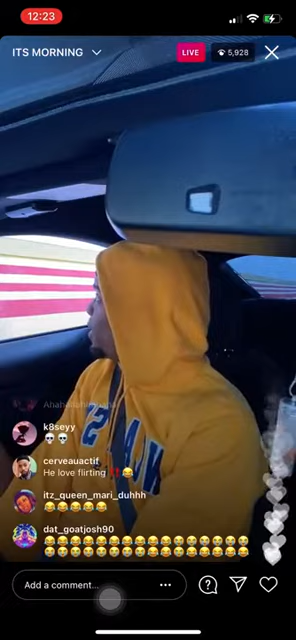 12:23
ITS MORNING
LIVE
5,928
k8seyy
cerveauactif
He love flirting
itz_queen_mari_duhhh
dat_goatjosh90
Add a comment...